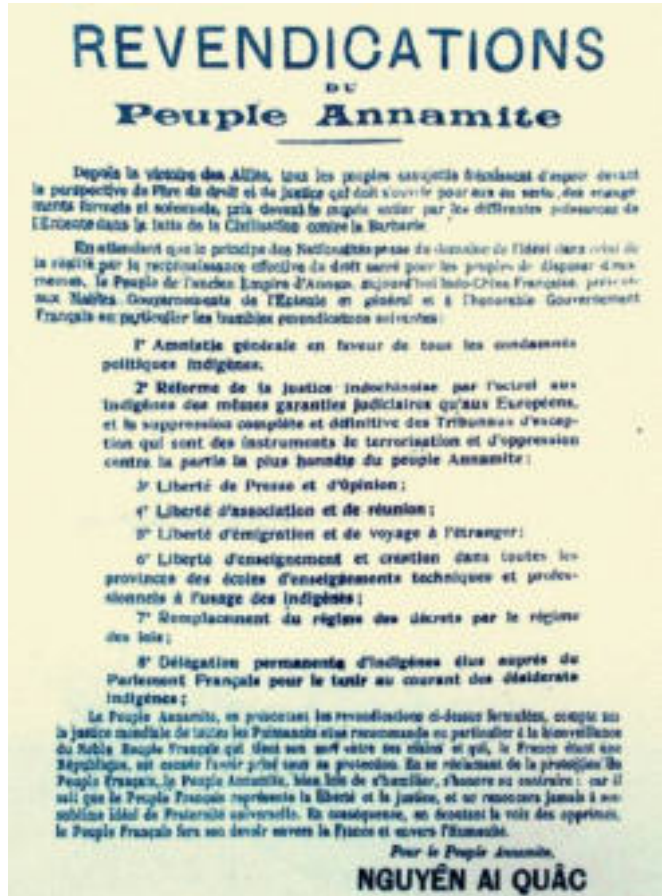 REVENDICATIONS
DU
Peuple Annamite
Depuis la victoire des Alliés, tous les peuples assujettis frémissent d'espoir devant
la perspective de l'ère de droit et de justice qui doit s'ouvrir pour eux en vertu des engage-
ments formels et solennels, pris devant le monde entier par les différentes puissances de
l'Entente dans la lutte de la Civilisation contre la Barbarie.
En attendant que le principe des Nationalités passe du domaine de l'idéal dans celui de
la réalité par la reconnaissance effective du droit sacré pour les peuples de disposer d'eux-
mêmes, le Peuple de l'ancien Empire d'Annam, aujourd'hui Indo-Chine Française, présente
aux Nobles Gouvernements de l'Entente en général et à l'honorable Gouvernement
Français en particulier les humbles revendications suivantes :
1° Amnistie générale en faveur de tous les condamnés
politiques indigènes.
2° Réforme de la justice indochinoise par l'octroi aux
indigènes des mêmes garanties judiciaires qu'aux Européens,
et la suppression complète et définitive des Tribunaux d'excep-
tion qui sont des instruments de terrorisation et d'oppression
contre la partie la plus honnête du peuple Annamite ;
3° Liberté de Presse et d'Opinion ;
4° Liberté d'association et de réunion ;
5° Liberté d'émigration et de voyage à l'étranger ;
6° Liberté d'enseignement et création dans toutes les
provinces des écoles d'enseignements techniques et profes-
sionnels à l'usage des indigènes ;
7° Remplacement du régime des décrets par le régime
des lois ;
8° Délégation permanente d'indigènes élus auprès du
Parlement Français pour le tenir au courant des désidérata
indigènes ;
Le Peuple Annamite, en présentant les revendications ci-dessus formulées, compte sur
la justice mondiale de toutes les Puissances et se recommande en particulier à la bienveillance
du Noble Peuple Français qui tient son sort entre ses mains et qui, la France étant une
République, est censé l'avoir pris sous sa protection. En se réclamant de la protection du
Peuple Français, le Peuple Annamite, bien loin de s'humilier, s'honore au contraire : car il
sait que le Peuple Français représente la liberté et la justice, et ne renoncera jamais à son
sublime idéal de Fraternité universelle. En conséquence, en écoutant la voix des opprimés,
le Peuple Français fera son devoir envers la France et envers l'Humanité.
Pour le Peuple Annamite,
NGUYÊN AI QUÂC